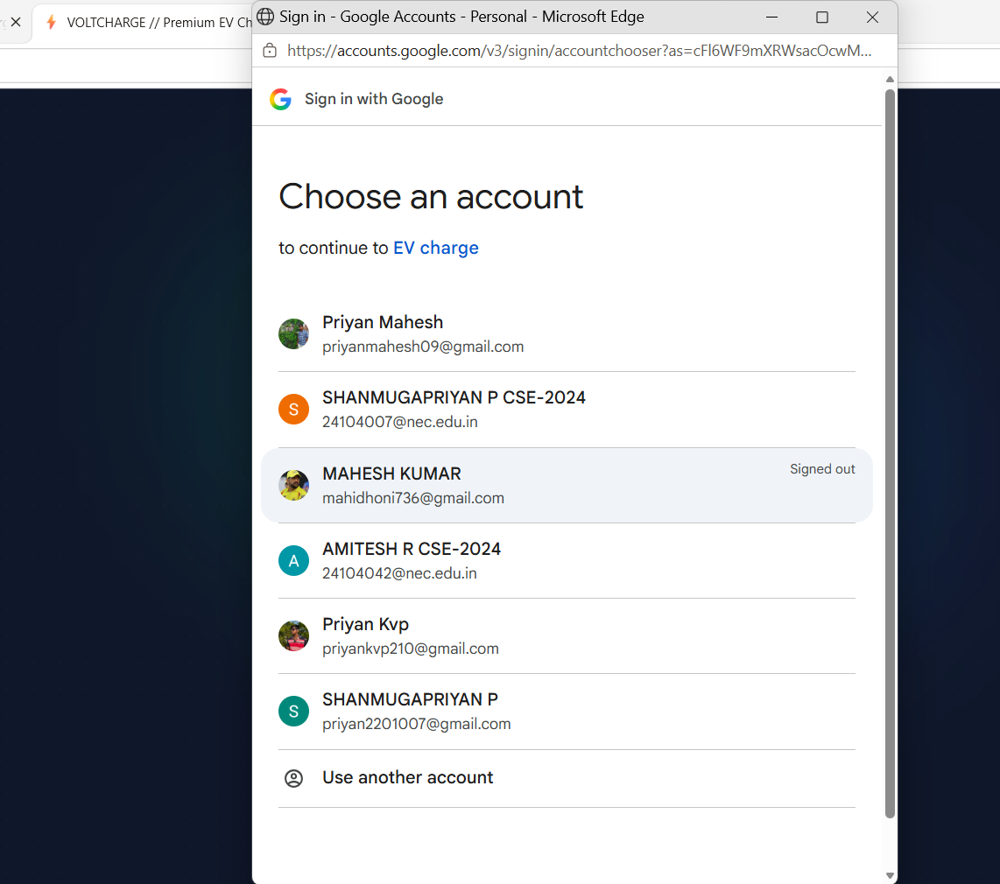 VOLTCHARGE // Premium EV Ch
Sign in - Google Accounts - Personal - Microsoft Edge
https://accounts.google.com/v3/signin/accountchooser?as=cFl6WF9mXRWsacOcwM...
Sign in with Google
Choose an account
to continue to EV charge
Priyan Mahesh
priyanmahesh09@gmail.com
S
SHANMUGAPRIYAN P CSE-2024
24104007@nec.edu.in
MAHESH KUMAR
Signed out
mahidhoni736@gmail.com
A
AMITESH R CSE-2024
24104042@nec.edu.in
Priyan Kvp
priyankvp210@gmail.com
S
SHANMUGAPRIYAN P
priyan2201007@gmail.com
Use another account